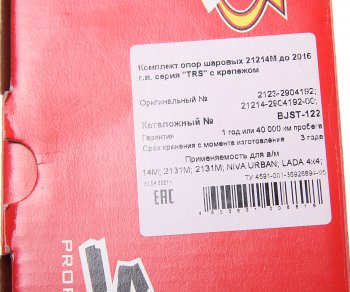 Комплект опор шаровых 21214М до 2016
г.в. серия "TRS" с крепежом
Оригинальный № 2123-2904192;
21214-2904192-00;
Каталожный № BJST-122
Гарантия 1 год или 40 000 км пробега
Срок хранения с момента изготовления 3 года
Применяемость для а/м
14М; 2131М; 2131М; NIVA URBAN; LADA 4x4;
ТУ 4591-001-36926894-95
EAC
PROF